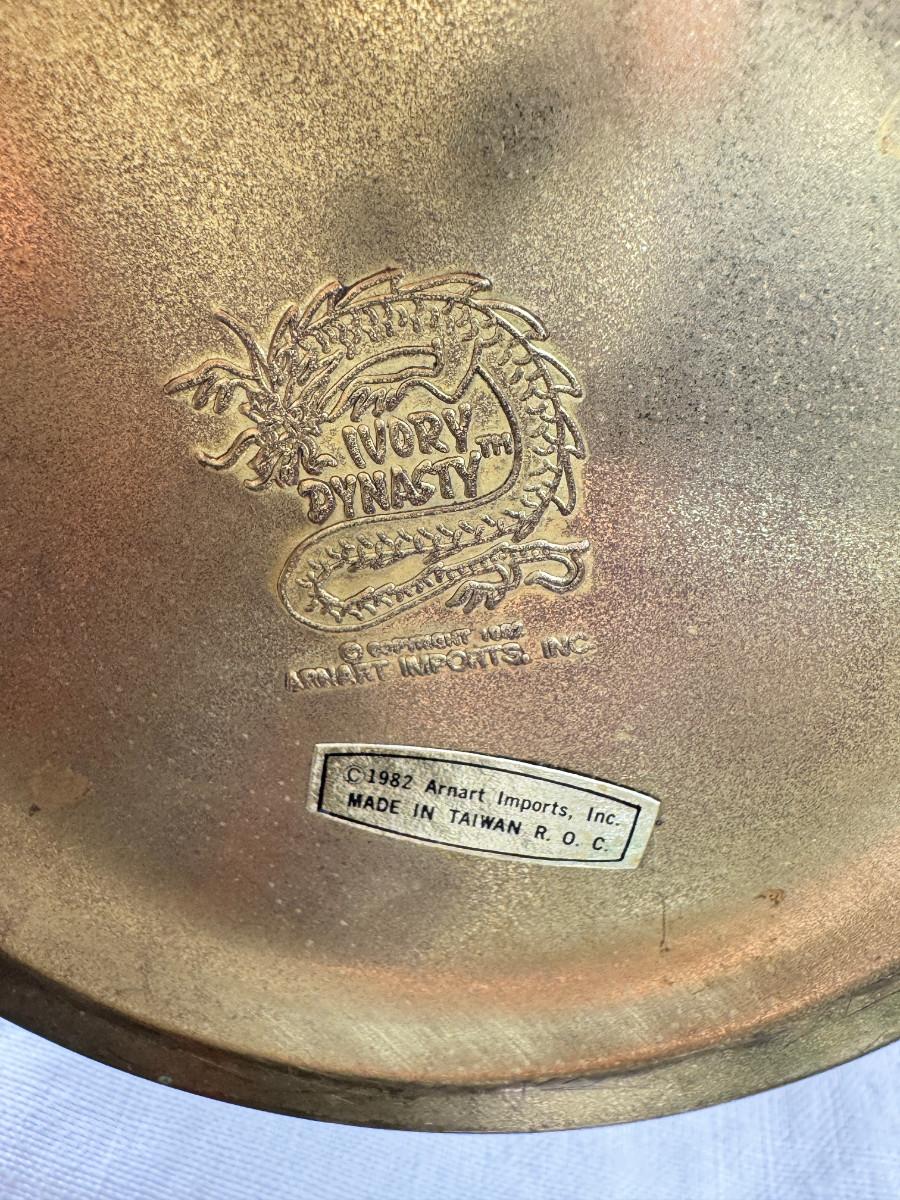 IVORY
DYNASTY™
© COPYRIGHT 1982
ARNART IMPORTS, INC.
©1982 Arnart Imports, Inc.
MADE IN TAIWAN R. O. C.